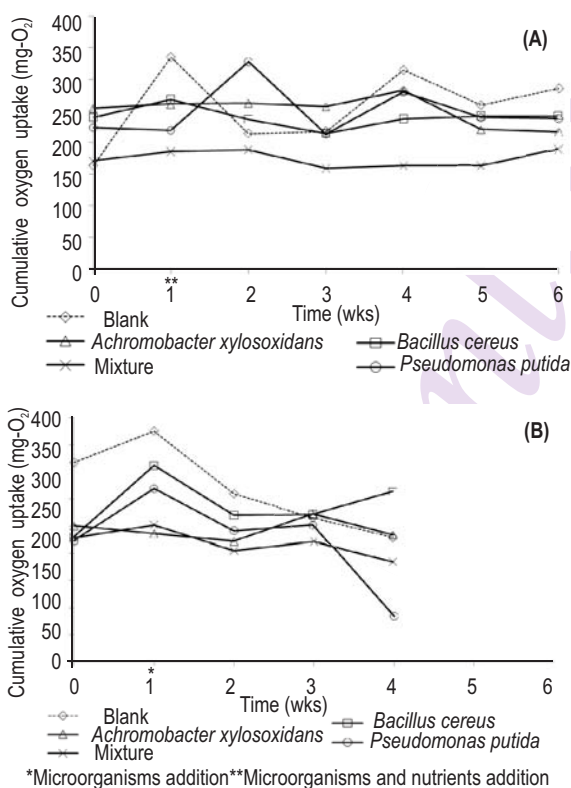 (A)
Cumulative oxygen uptake (mg-O₂)
400
350
300
250
200
150
100
50
0
0 1 2 3 4 5 6
**
Time (wks)
Blank
Achromobacter xylosoxidans
Bacillus cereus
Mixture
Pseudomonas putida
(B)
Cumulative oxygen uptake (mg-O₂)
400
350
300
250
200
150
100
50
0
0 1 2 3 4 5 6
*
Time (wks)
Blank
Achromobacter xylosoxidans
Bacillus cereus
Mixture
Pseudomonas putida
*Microorganisms addition**Microorganisms and nutrients addition